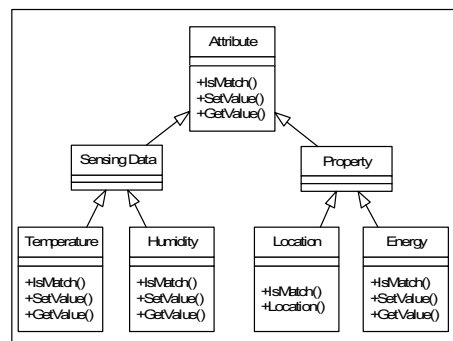 Attribute
+IsMatch()
+SetValue()
+GetValue()
Sensing Data
Property
Temperature
+IsMatch()
+SetValue()
+GetValue()
Humidity
+IsMatch()
+SetValue()
+GetValue()
Location
+IsMatch()
+Location()
Energy
+IsMatch()
+SetValue()
+GetValue()